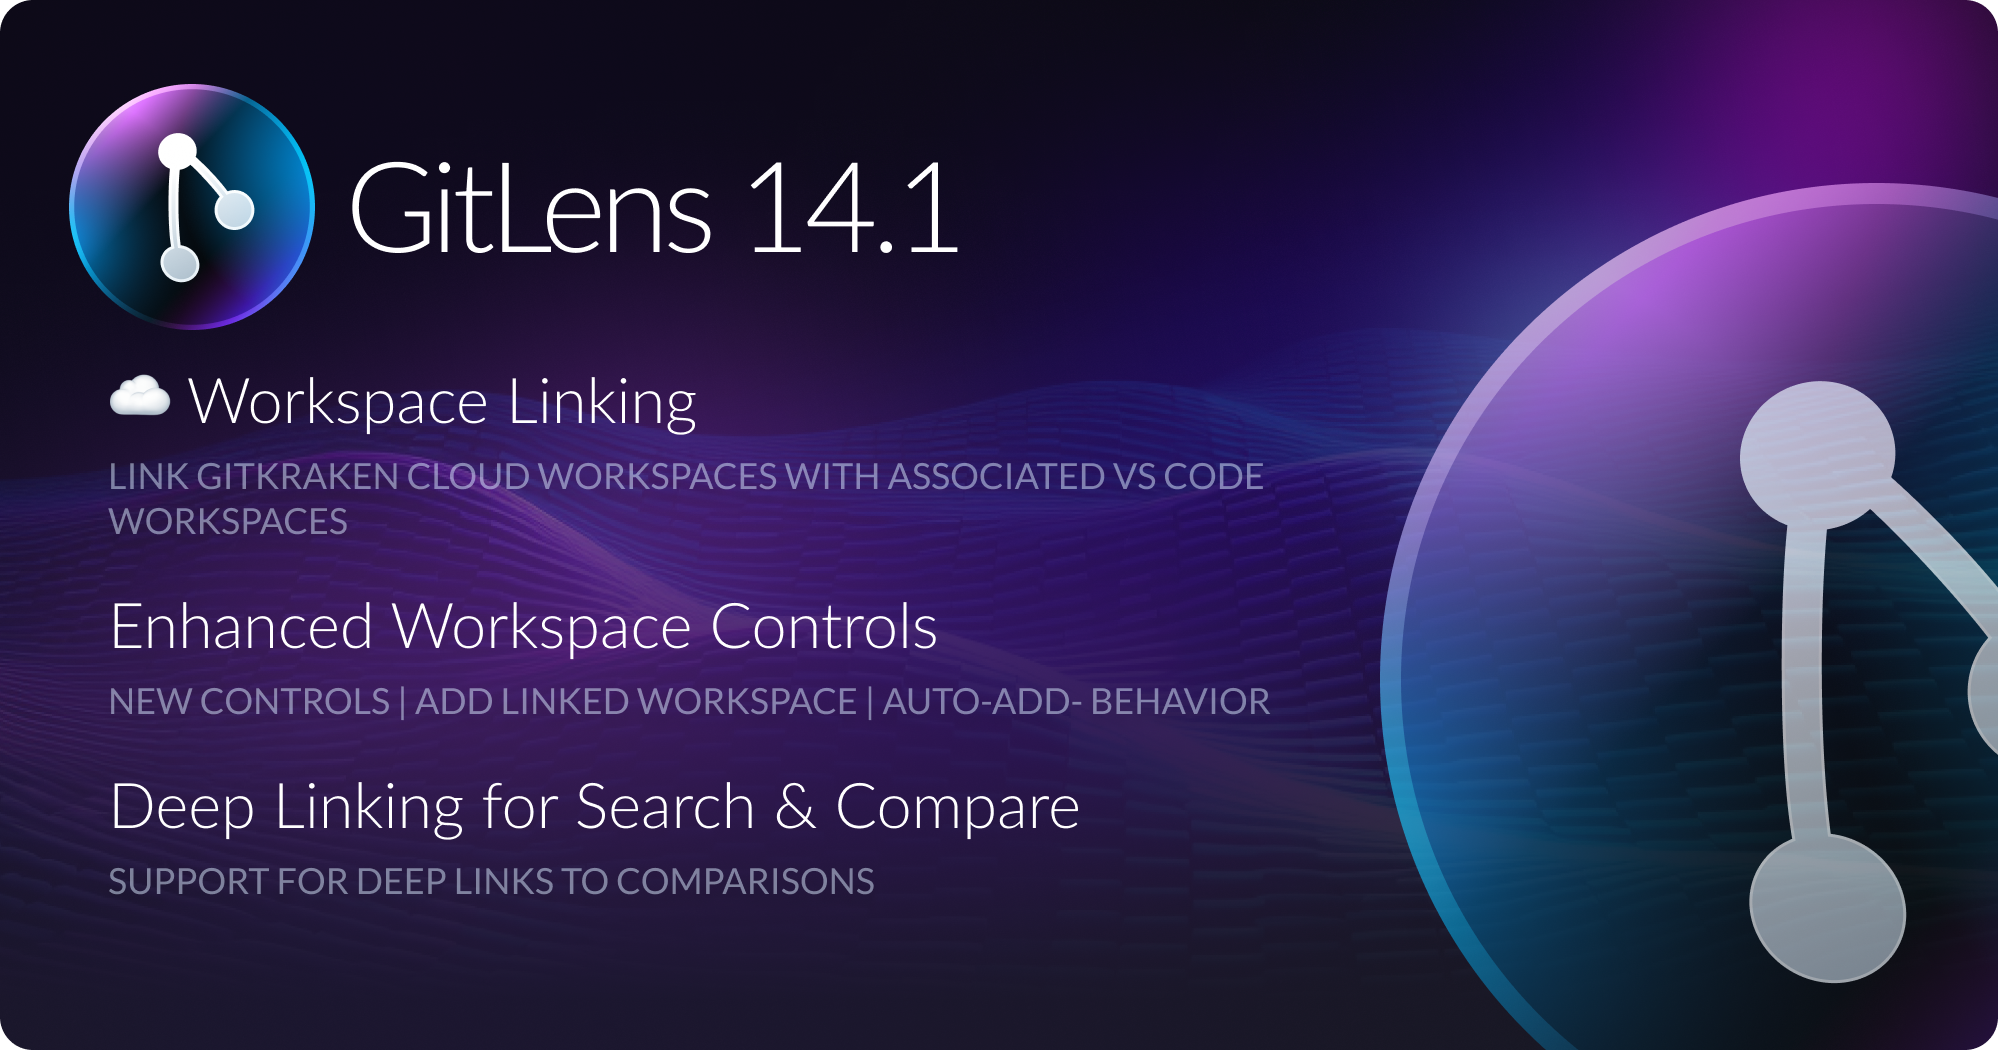 GitLens 14.1
☁️ Workspace Linking
LINK GITKRAKEN CLOUD WORKSPACES WITH ASSOCIATED VS CODE
WORKSPACES
Enhanced Workspace Controls
NEW CONTROLS | ADD LINKED WORKSPACE | AUTO-ADD- BEHAVIOR
Deep Linking for Search & Compare
SUPPORT FOR DEEP LINKS TO COMPARISONS